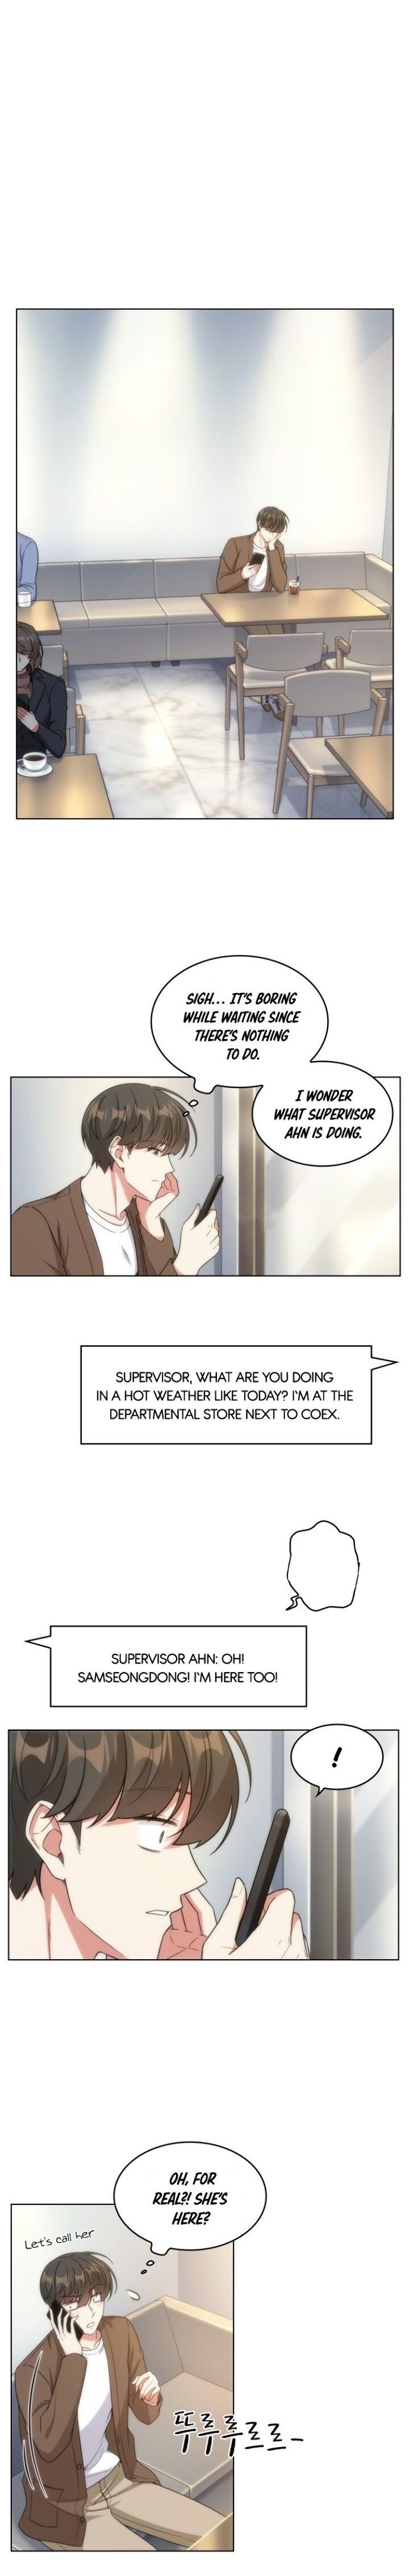 SIGH... IT'S BORING
WHILE WAITING SINCE
THERE'S NOTHING
TO DO.
I WONDER
WHAT SUPERVISOR
AHN IS DOING.
SUPERVISOR, WHAT ARE YOU DOING
IN A HOT WEATHER LIKE TODAY? I'M AT THE
DEPARTMENTAL STORE NEXT TO COEX.
SUPERVISOR AHN: OH!
SAMSEONGDONG! I'M HERE TOO!
!
OH, FOR
REAL?! SHE'S
HERE?
Let's call her
뚜루루르르-